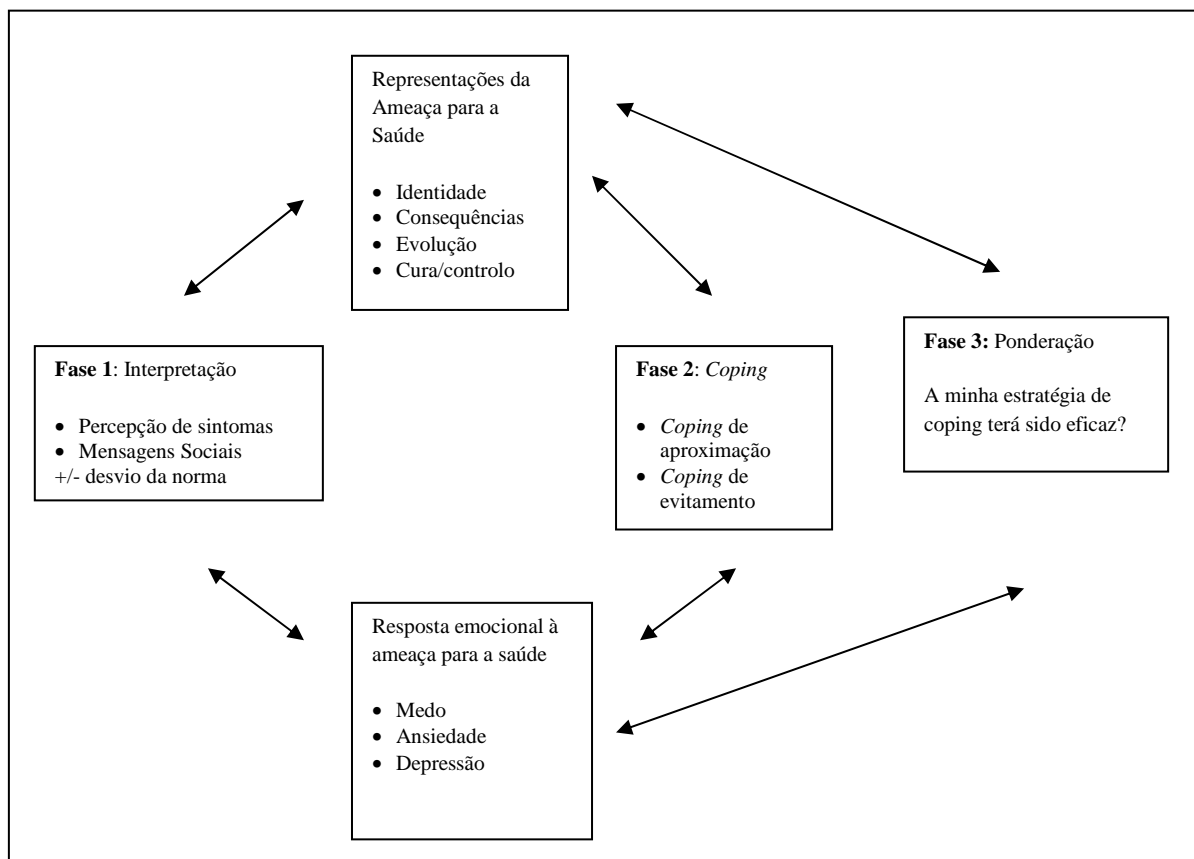 Representações da
Ameaça para a
Saúde
• Identidade
• Consequências
• Evolução
• Cura/controlo
Fase 1: Interpretação
• Percepção de sintomas
• Mensagens Sociais
+/- desvio da norma
Fase 2: Coping
• Coping de
aproximação
• Coping de
evitamento
Fase 3: Ponderação
A minha estratégia de
coping terá sido eficaz?
Resposta emocional à
ameaça para a saúde
• Medo
• Ansiedade
• Depressão